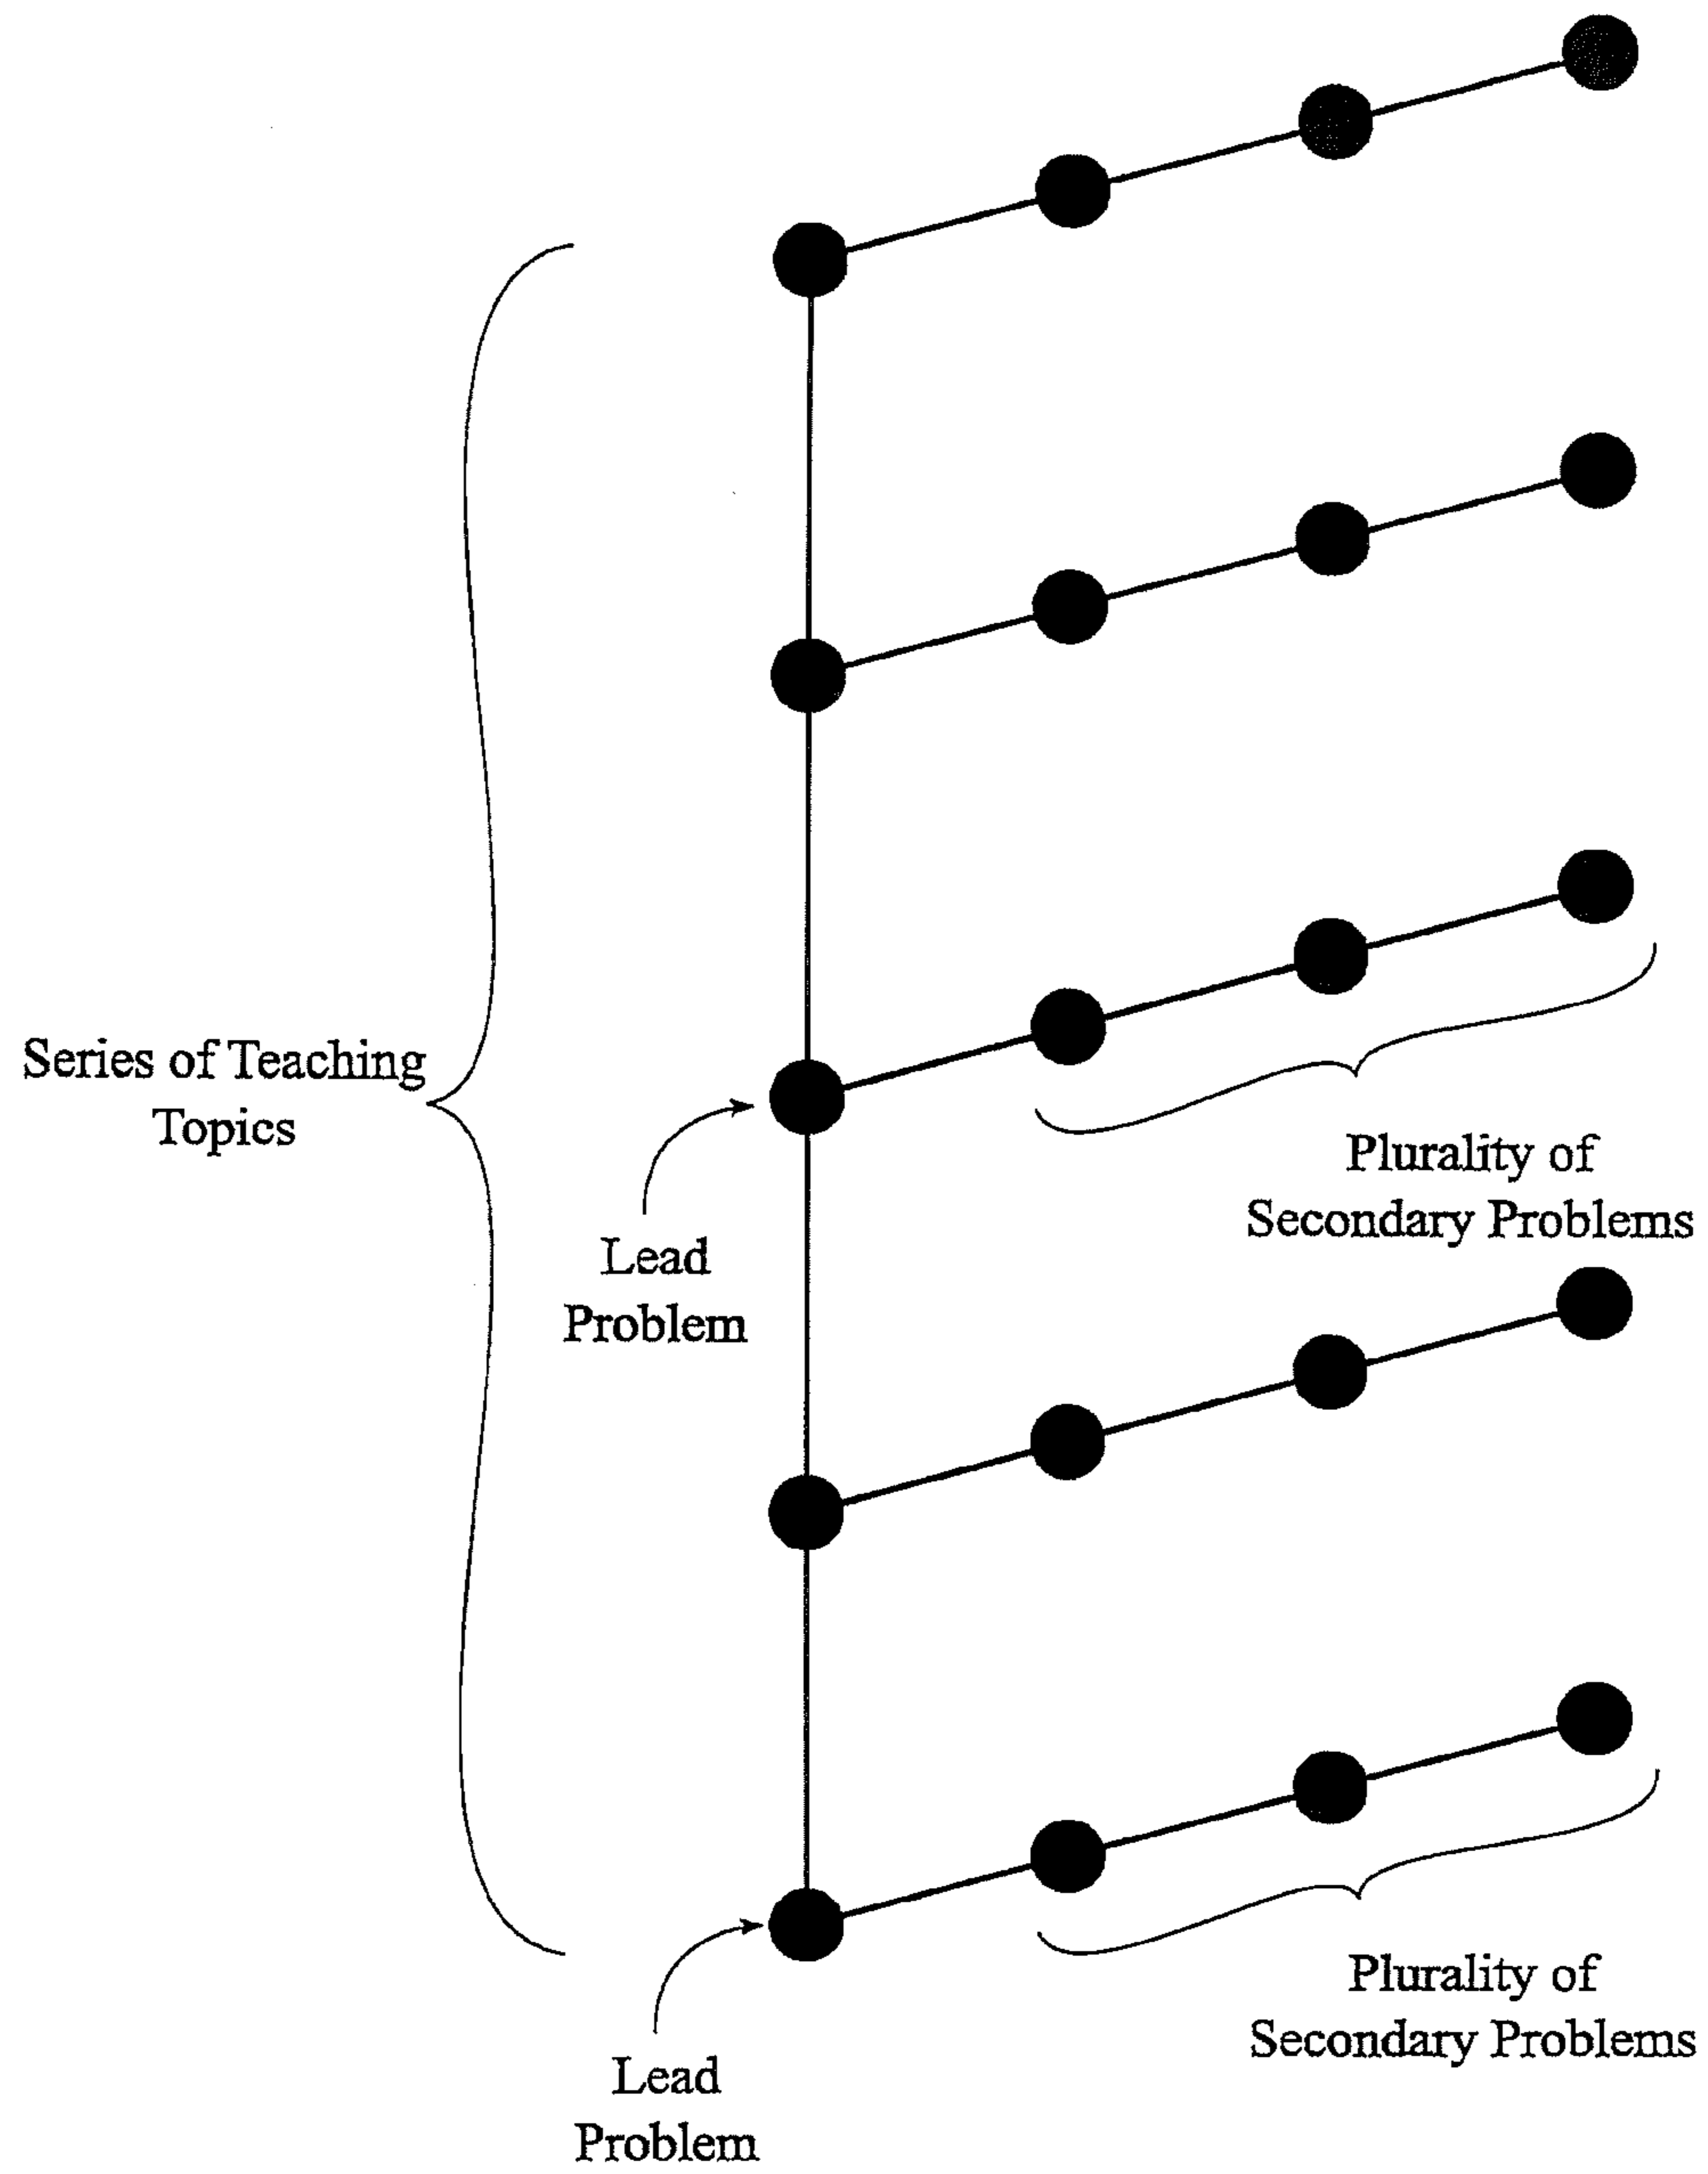 Series of Teaching
Topics
Lead
Problem
Plurality of
Secondary Problems
Lead
Problem
Plurality of
Secondary Problems